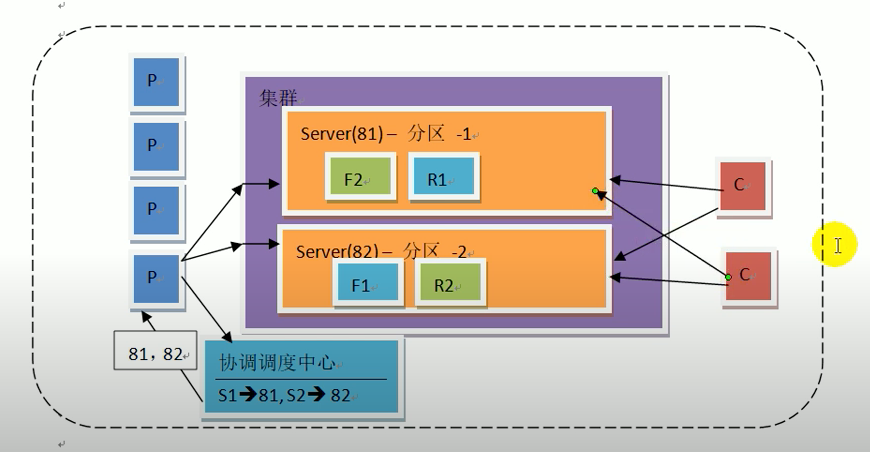 P
P
P
P
集群
Server(81) – 分区 -1
F2
R1
Server(82) – 分区 -2
F1
R2
C
C
81，82
协调调度中心
S1➔81, S2➔ 82